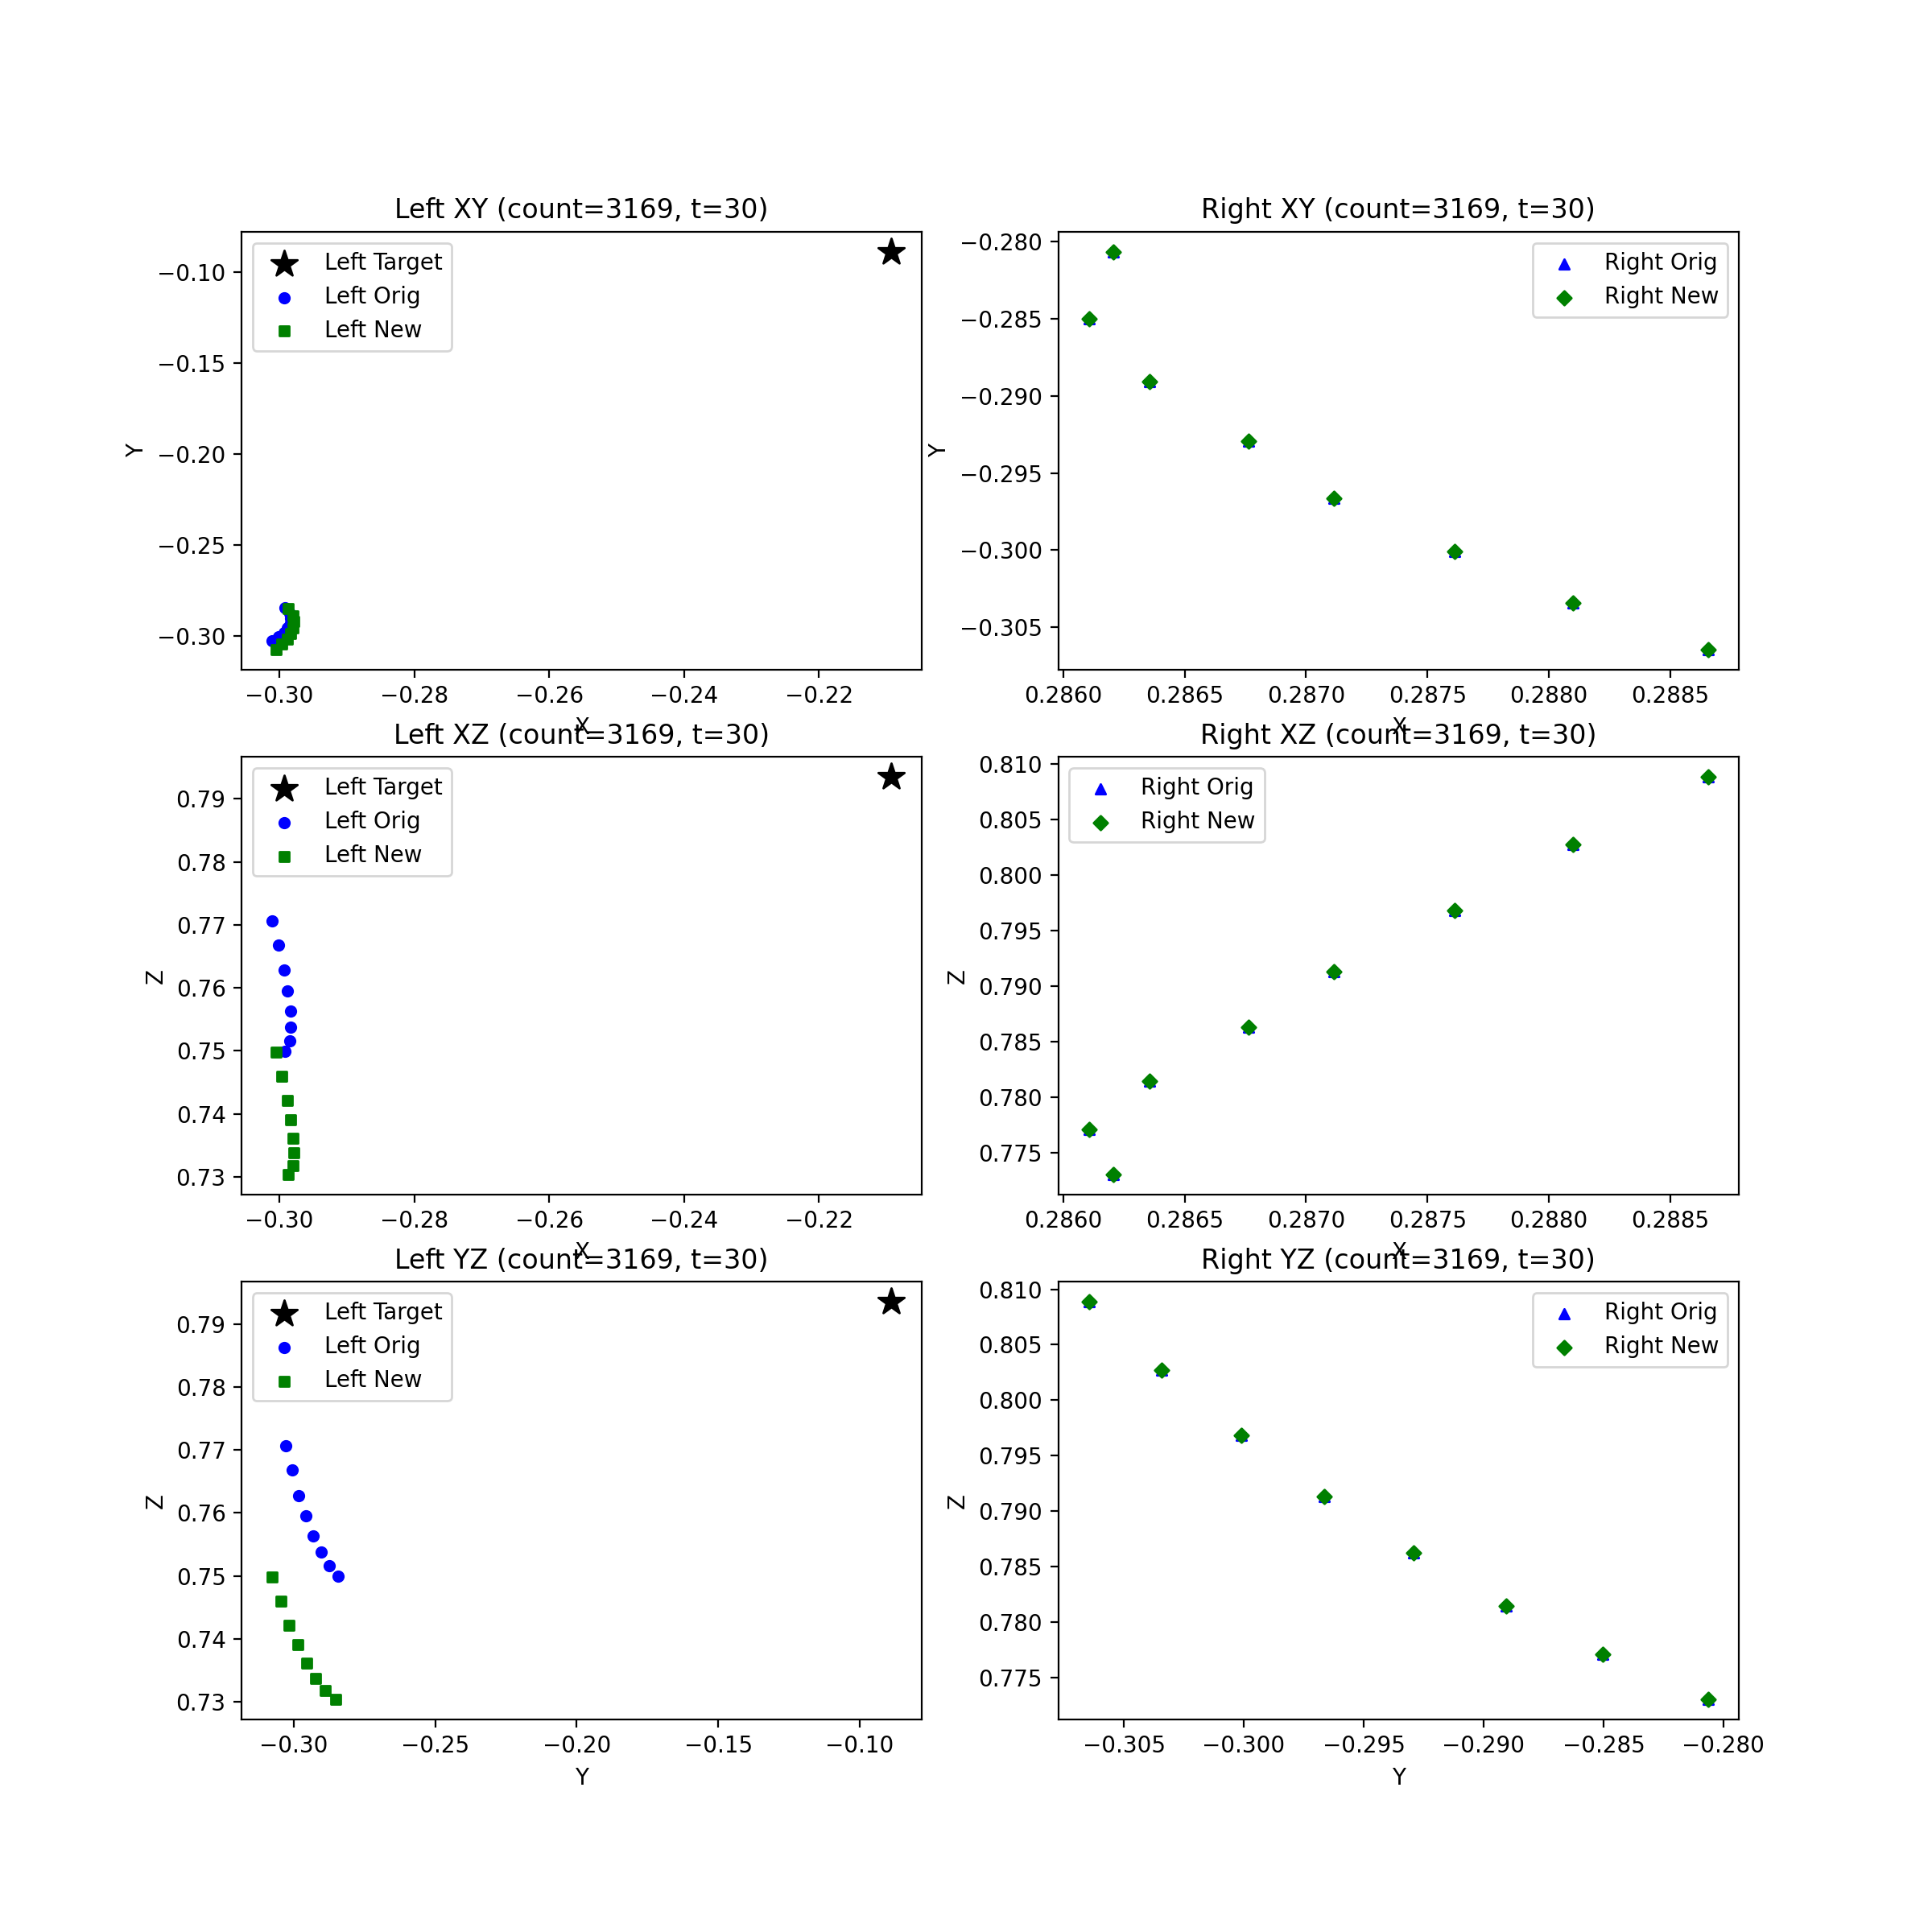 Left XY (count=3169, t=30)
Left Target
Left Orig
Left New
Y
−0.10
−0.15
−0.20
−0.25
−0.30
−0.30 −0.28 −0.26 −0.24 −0.22
X
Right XY (count=3169, t=30)
Right Orig
Right New
Y
−0.280
−0.285
−0.290
−0.295
−0.300
−0.305
0.2860 0.2865 0.2870 0.2875 0.2880 0.2885
X
Left XZ (count=3169, t=30)
Left Target
Left Orig
Left New
Z
0.79
0.78
0.77
0.76
0.75
0.74
0.73
−0.30 −0.28 −0.26 −0.24 −0.22
X
Right XZ (count=3169, t=30)
Right Orig
Right New
Z
0.810
0.805
0.800
0.795
0.790
0.785
0.780
0.775
0.2860 0.2865 0.2870 0.2875 0.2880 0.2885
X
Left YZ (count=3169, t=30)
Left Target
Left Orig
Left New
Z
0.79
0.78
0.77
0.76
0.75
0.74
0.73
−0.30 −0.25 −0.20 −0.15 −0.10
Y
Right YZ (count=3169, t=30)
Right Orig
Right New
Z
0.810
0.805
0.800
0.795
0.790
0.785
0.780
0.775
−0.305 −0.300 −0.295 −0.290 −0.285 −0.280
Y